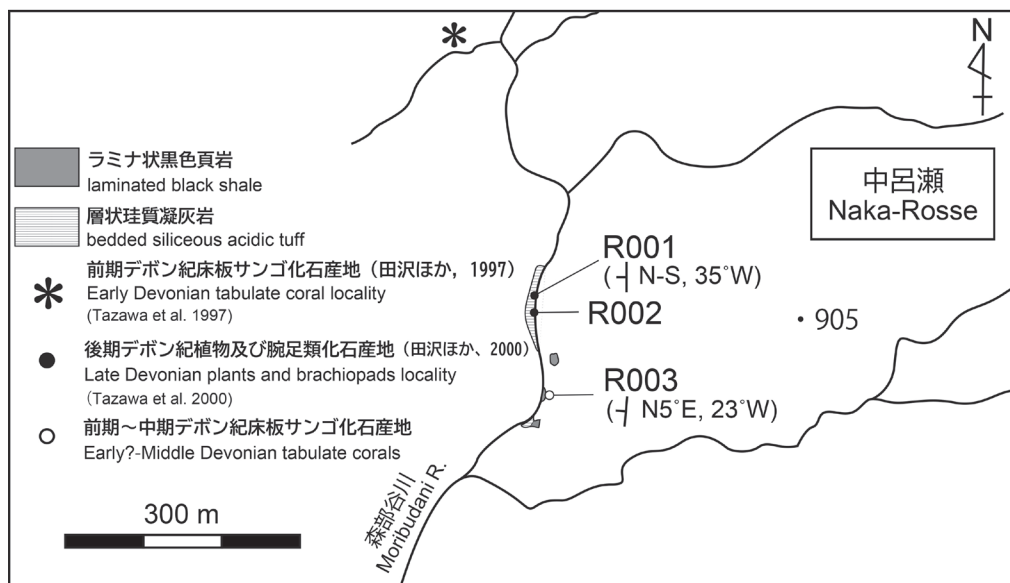 N
ラミナ状黒色頁岩
laminated black shale
層状珪質凝灰岩
bedded siliceous acidic tuff
前期デボン紀床板サンゴ化石産地（田沢ほか，1997）
Early Devonian tabulate coral locality
(Tazawa et al. 1997)
後期デボン紀植物及び腕足類化石産地（田沢ほか、2000）
Late Devonian plants and brachiopads locality
（Tazawa et al. 2000）
前期～中期デボン紀床板サンゴ化石産地
Early?-Middle Devonian tabulate corals
300 m
中呂瀬
Naka-Rosse
R001
( N-S, 35˚W)
R002
905
R003
( N5˚E, 23˚W)
森部谷川
Moribudani R.